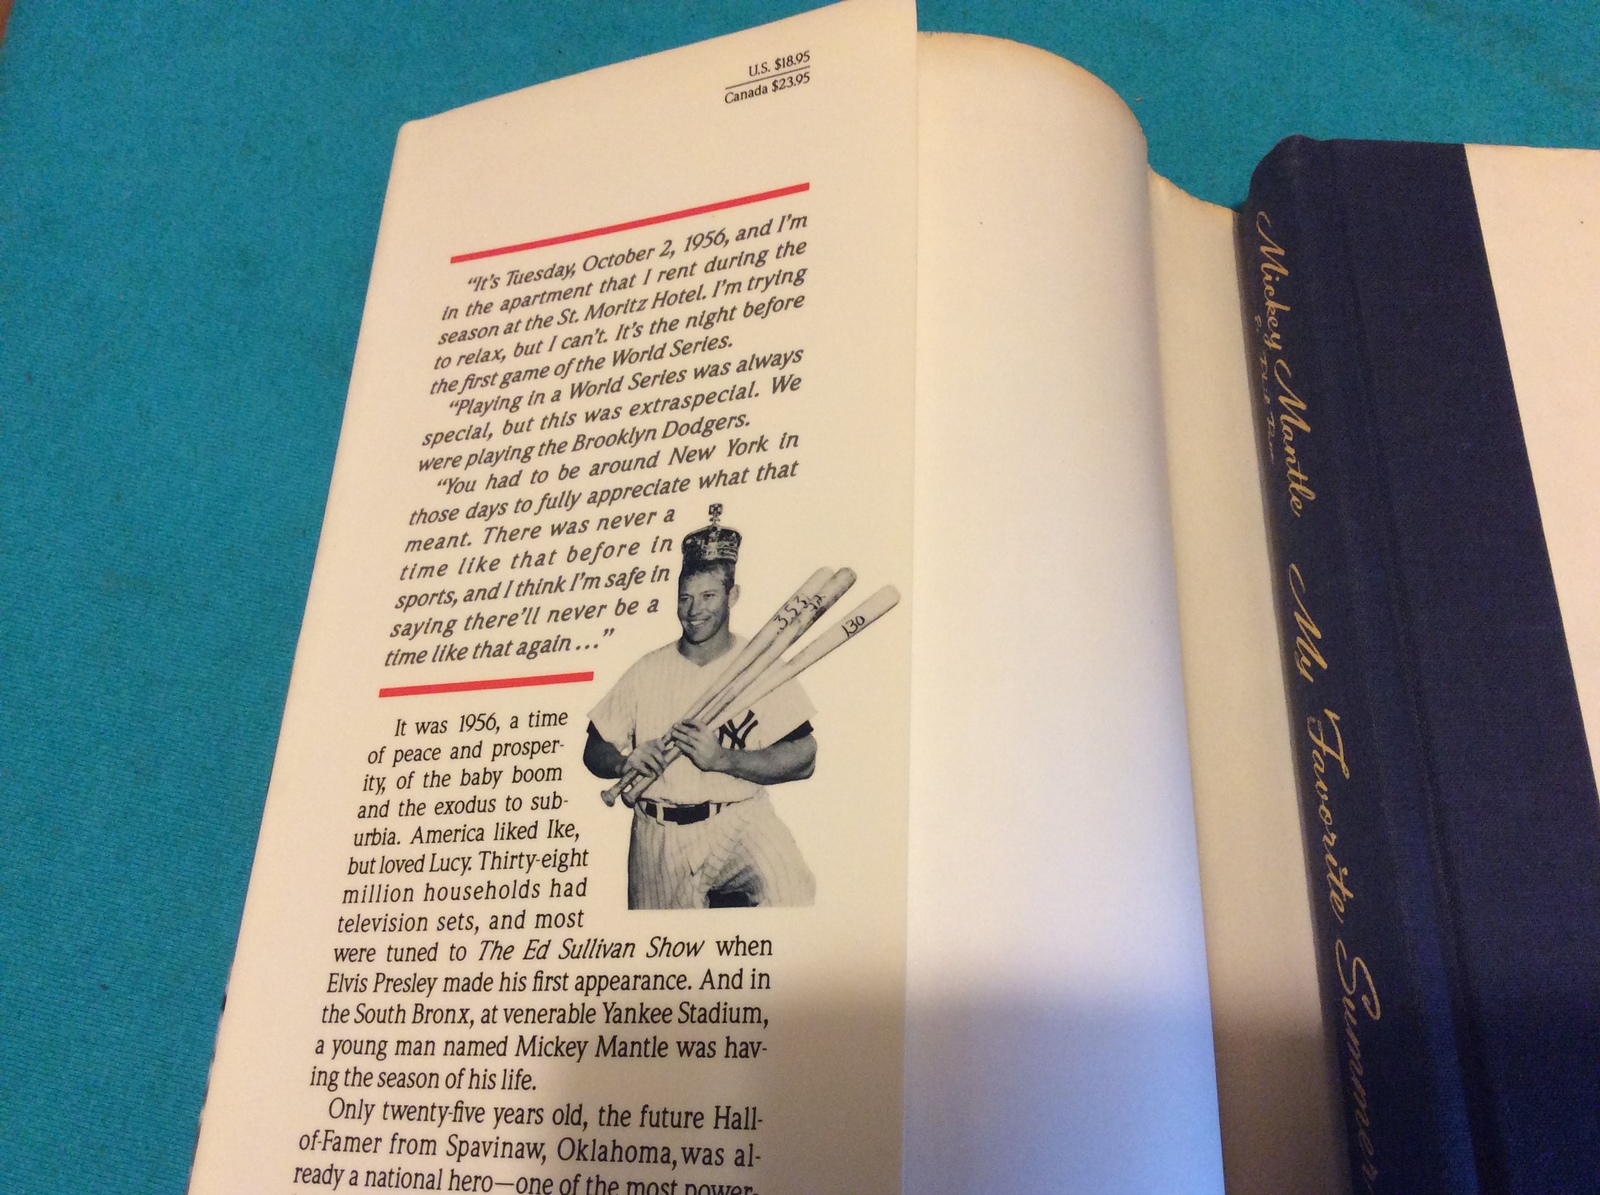 U.S. $18.95
Canada $23.95
“It’s Tuesday, October 2, 1956, and I’m
in the apartment that I rent during the
season at the St. Moritz Hotel. I’m trying
to relax, but I can’t. It’s the night before
the first game of the World Series.
“Playing in a World Series was always
special, but this was extraspecial. We
were playing the Brooklyn Dodgers.
“You had to be around New York in
those days to fully appreciate what that
meant. There was never a
time like that before in
sports, and I think I’m safe in
saying there’ll never be a
time like that again...”
It was 1956, a time
of peace and prosper-
ity, of the baby boom
and the exodus to sub-
urbia. America liked Ike,
but loved Lucy. Thirty-eight
million households had
television sets, and most
were tuned to The Ed Sullivan Show when
Elvis Presley made his first appearance. And in
the South Bronx, at venerable Yankee Stadium,
a young man named Mickey Mantle was hav-
ing the season of his life.
Only twenty-five years old, the future Hall-
of-Famer from Spavinaw, Oklahoma, was al-
ready a national hero—one of the most power-
.353
52
130
NY
Mickey Mantle My Favorite Summer